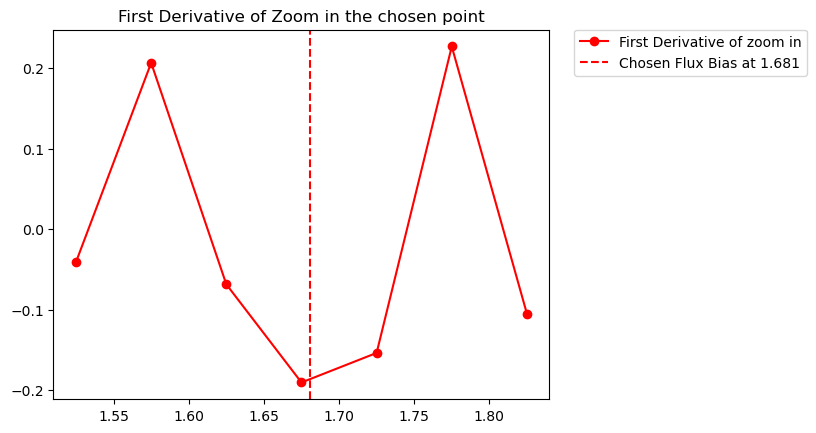 First Derivative of Zoom in the chosen point
First Derivative of zoom in
Chosen Flux Bias at 1.681
0.2
0.1
0.0
−0.1
−0.2
1.55 1.60 1.65 1.70 1.75 1.80